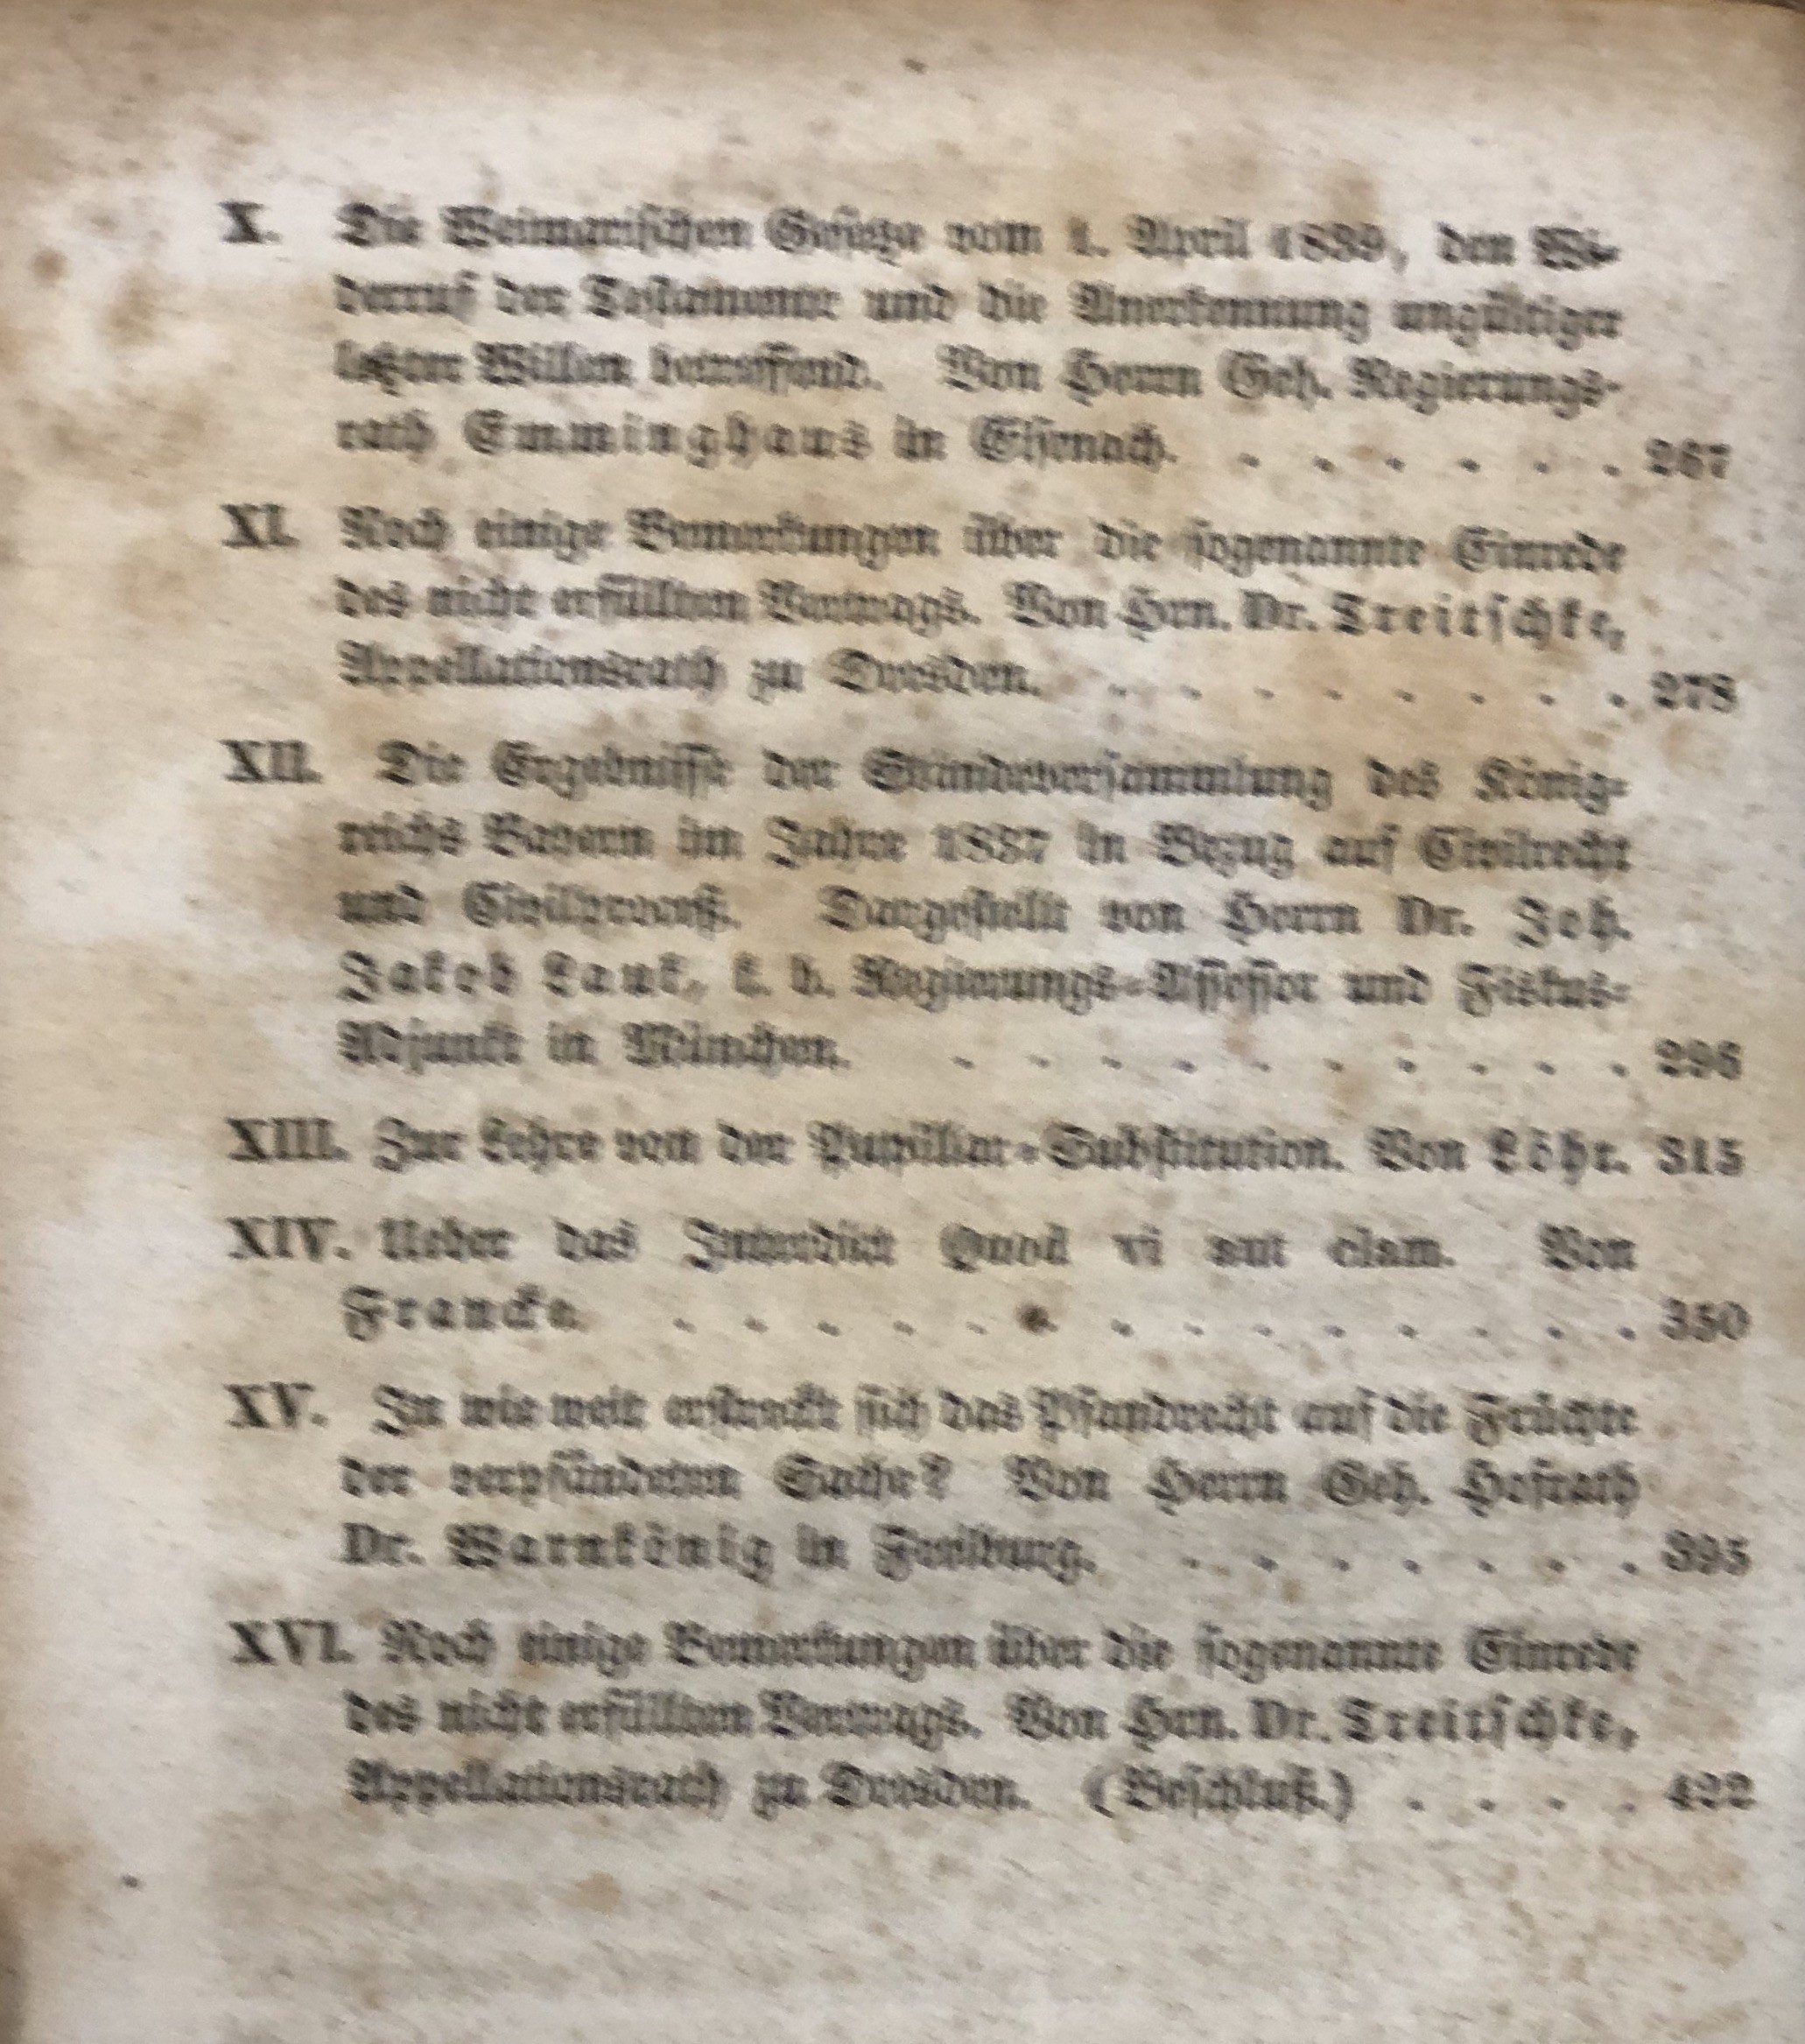 X. Die Weimarischen Gesetze vom 1. April 1839, den Wi-
derruf der Testamente und die Anerkennung ungültiger
letzter Willen betreffend. Von Herrn Geh. Regierungs-
rath Emminghaus in Eisenach. . . . . . . 267
XI. Noch einige Bemerkungen über die sogenannte Einrede
des nicht erfüllten Vertrags. Von Hrn. Dr. Treitschke,
Appellationsrath zu Dresden. . . . . . . . . 278
XII. Die Ergebnisse der Ständeversammlung des König-
reichs Bayern im Jahre 1837 in Bezug auf Civilrecht
und Civilproceß. Dargestellt von Herrn Dr. Joh.
Jakob Lauk, k. b. Regierungs-Assessor und Fiskus-
Adjunkt in München. . . . . . . . . . . 296
XIII. Zur Lehre von der Pupillar-Substitution. Von Löhr. 315
XIV. Ueber das Interdict Quod vi aut clam. Von
Francke. . . . . . . . . . . . . . . 350
XV. In wie weit erstreckt sich das Pfandrecht auf die Früchte
der verpfändeten Sache? Von Herrn Geh. Hofrath
Dr. Warnkönig in Freiburg. . . . . . . . 395
XVI. Noch einige Bemerkungen über die sogenannte Einrede
des nicht erfüllten Vertrags. Von Hrn. Dr. Treitschke,
Appellationsrath zu Dresden. (Beschluß.) . . . . 422